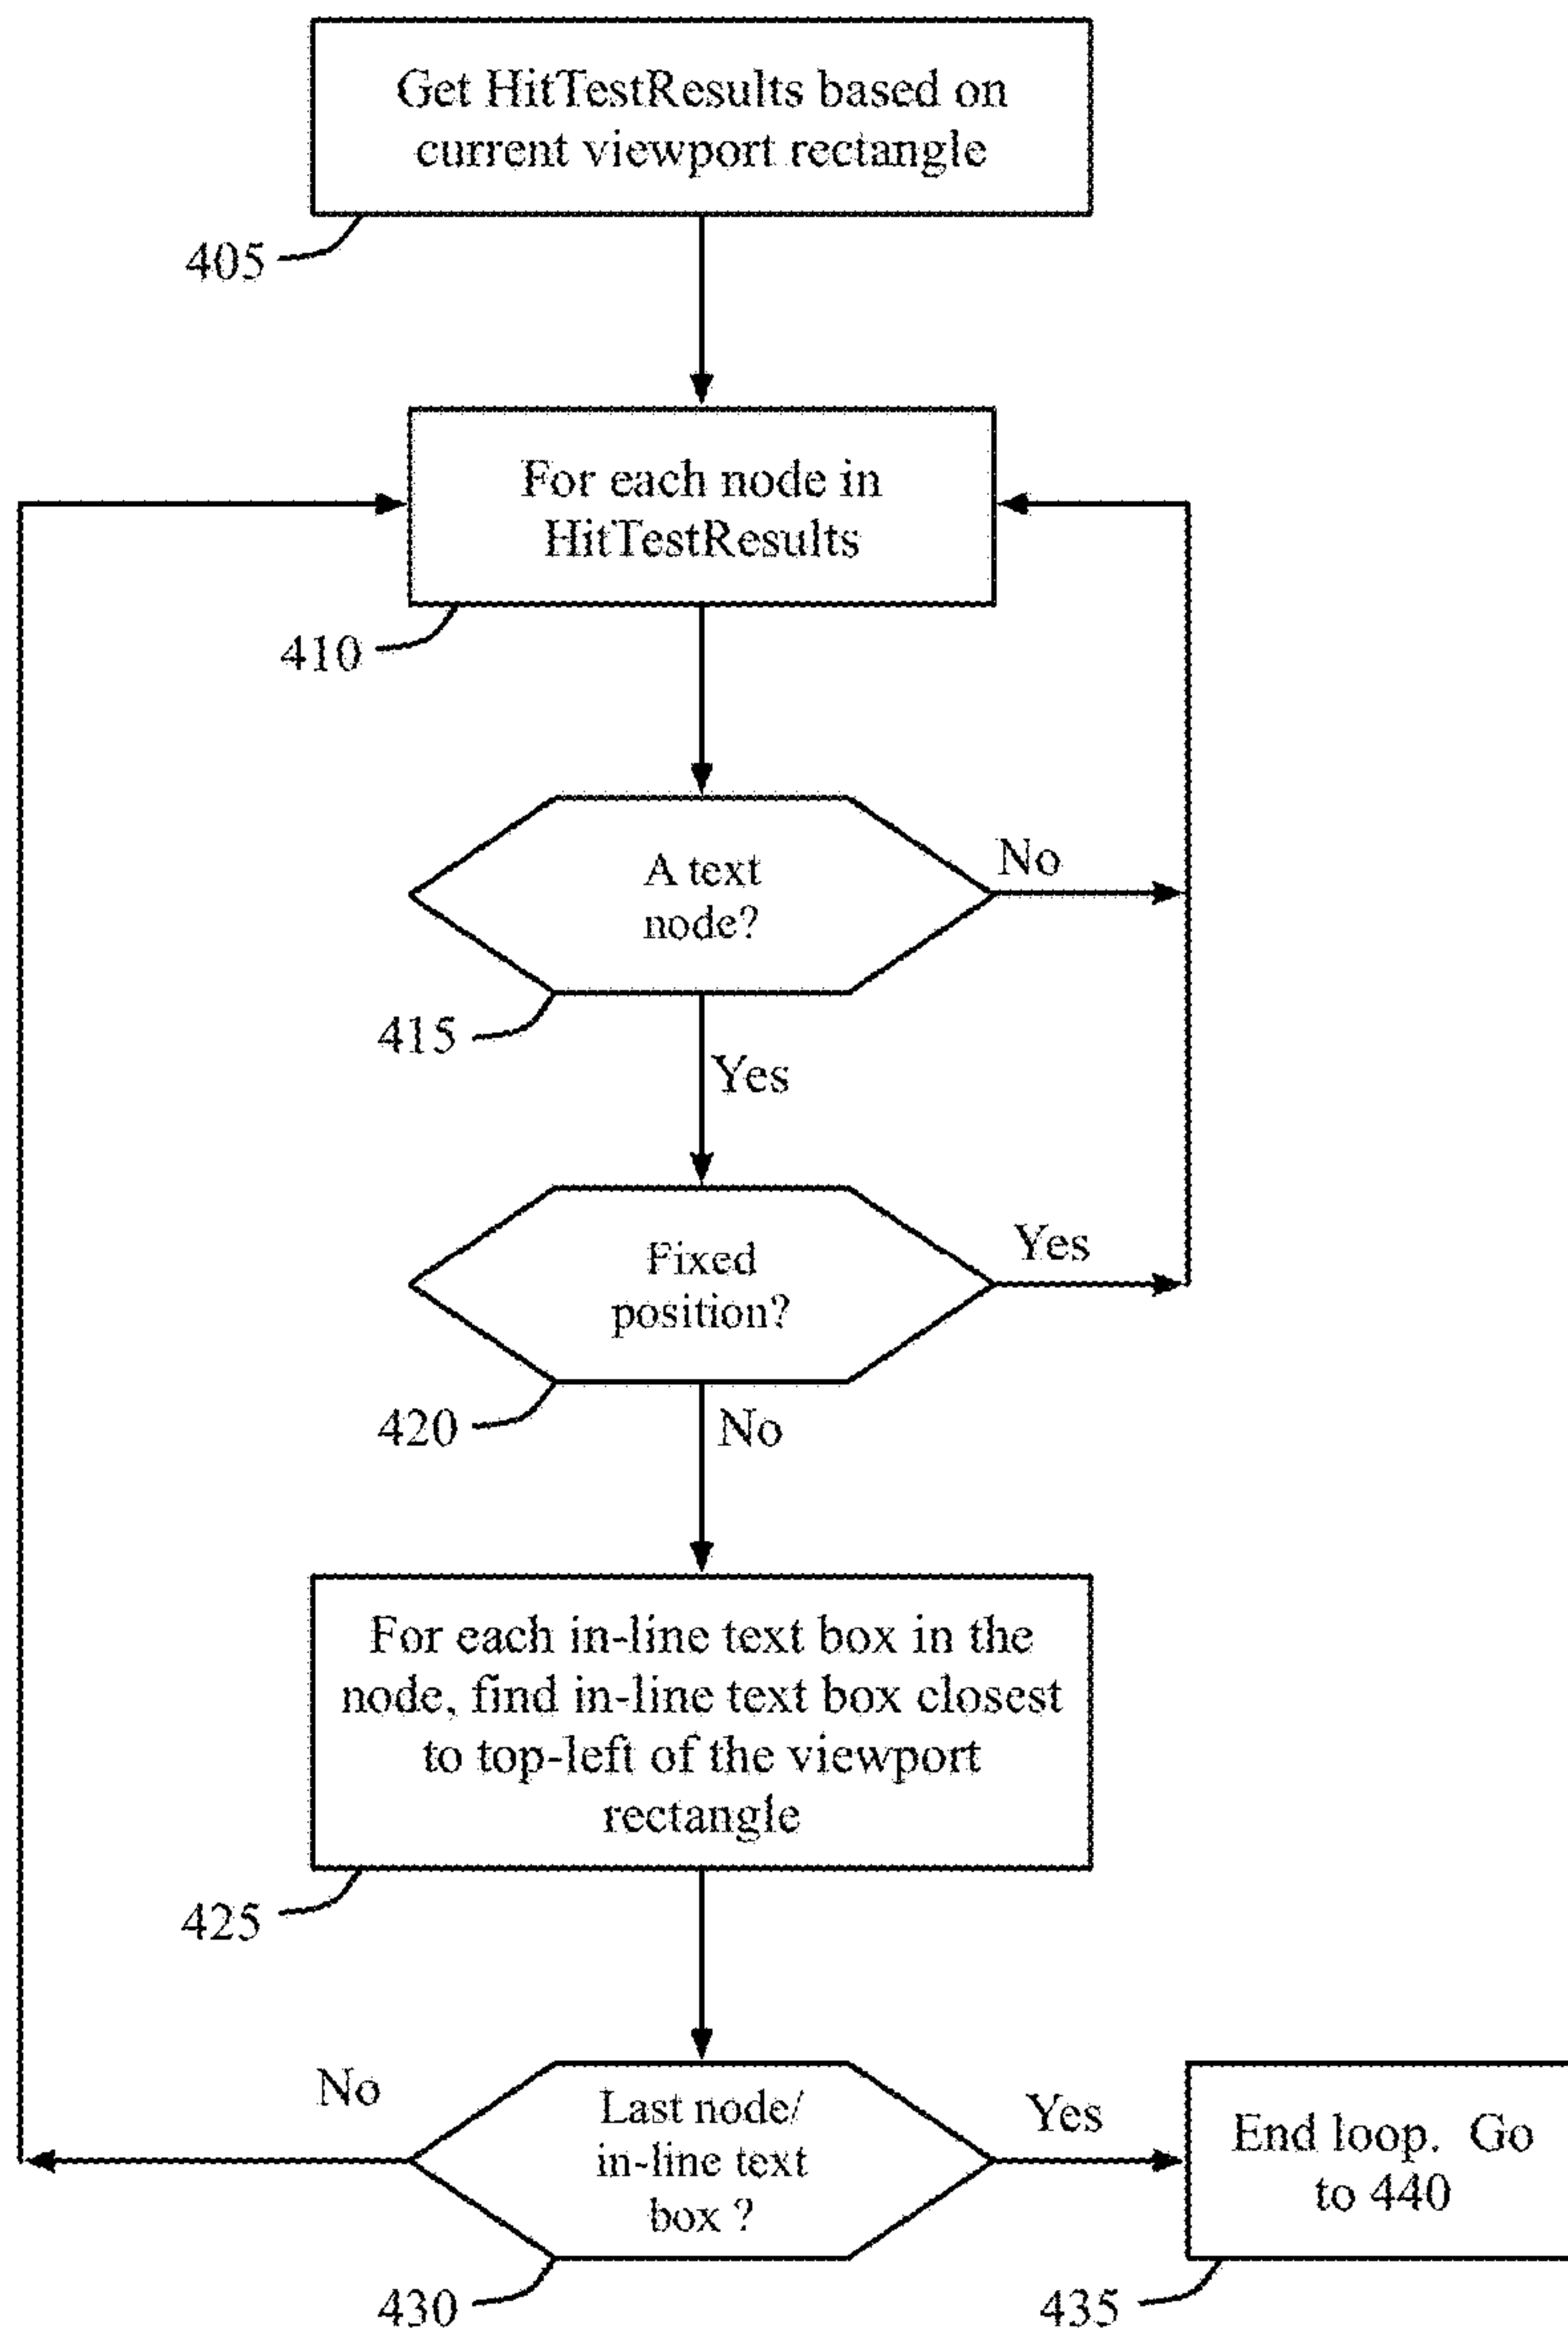 Get HitTestResults based on
current viewport rectangle
405
For each node in
HitTestResults
410
A text
node?
No
415
Yes
Fixed
position?
Yes
420
No
For each in-line text box in the
node, find in-line text box closest
to top-left of the viewport
rectangle
425
No
Last node/
in-line text
box ?
Yes
End loop.  Go
to 440
430
435